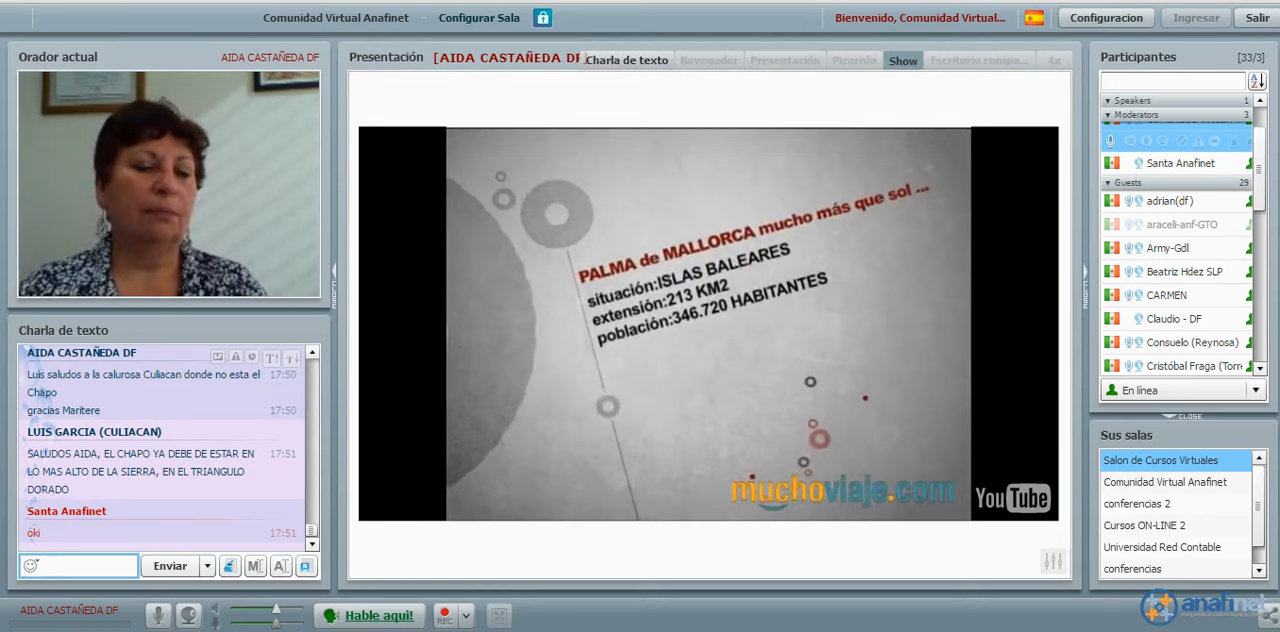 Comunidad Virtual Anafinet
Configurar Sala
Bienvenido, Comunidad Virtual...
Configuracion
Ingresar
Salir
Orador actual
AIDA CASTAÑEDA DF
Presentación
[AIDA CASTAÑEDA DF]
Charla de texto
Navegador
Presentación
Pizarrón
Show
Escritorio compa...
4x
PALMA de MALLORCA mucho más que sol ...
situación:ISLAS BALEARES
extensión:213 KM2
población:346.720 HABITANTES
muchoviaje.com
YouTube
Participantes
[33/3]
Speakers 1
Moderators 3
Santa Anafinet
Guests 29
adrian(df)
araceli-anf-GTO
Army-Gdl
Beatriz Hdez SLP
CARMEN
Claudio - DF
Consuelo (Reynosa)
Cristóbal Fraga (Torre
En línea
CLOSE
Sus salas
Salon de Cursos Virtuales
Comunidad Virtual Anafinet
conferencias 2
Cursos ON-LINE 2
Universidad Red Contable
conferencias
Charla de texto
AIDA CASTAÑEDA DF
Luis saludos a la calurosa Culiacan donde no esta el 17:50
Chapo
gracias Maritere 17:50
LUIS GARCIA (CULIACAN)
SALUDOS AIDA, EL CHAPO YA DEBE DE ESTAR EN 17:51
LO MAS ALTO DE LA SIERRA, EN EL TRIANGULO
DORADO
Santa Anafinet
oki 17:51
Enviar
AIDA CASTAÑEDA DF
Hable aqui!
REC
anafinet